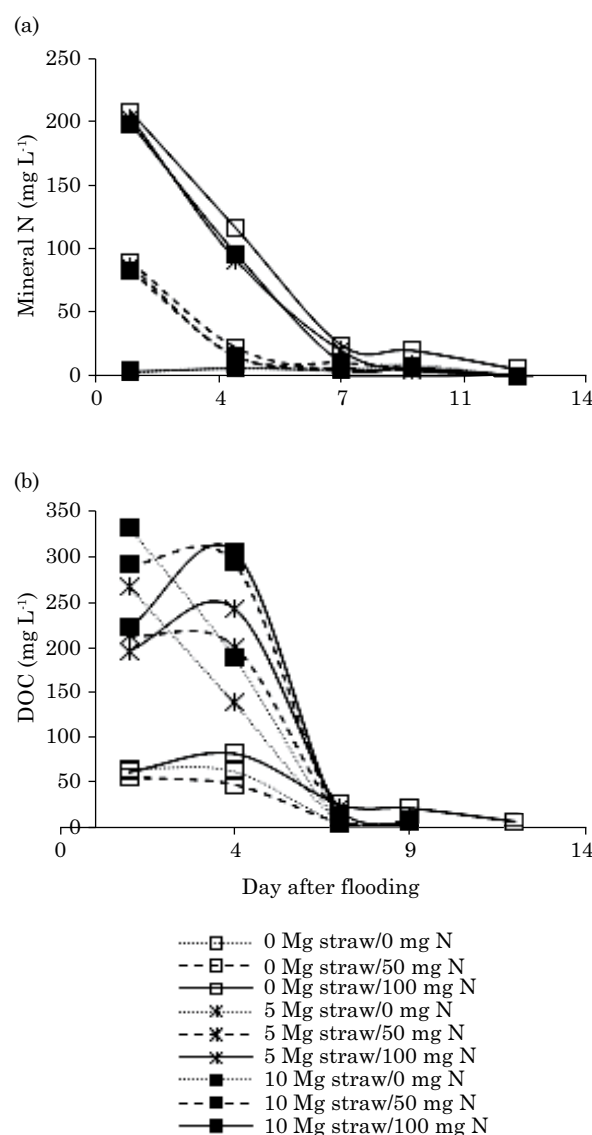 (a)
250
200
150
100
50
0
Mineral N (mg L-1)
0 4 7 11 14
(b)
350
300
250
200
150
100
50
0
DOC (mg L-1)
0 4 9 14
Day after flooding
0 Mg straw/0 mg N
0 Mg straw/50 mg N
0 Mg straw/100 mg N
5 Mg straw/0 mg N
5 Mg straw/50 mg N
5 Mg straw/100 mg N
10 Mg straw/0 mg N
10 Mg straw/50 mg N
10 Mg straw/100 mg N